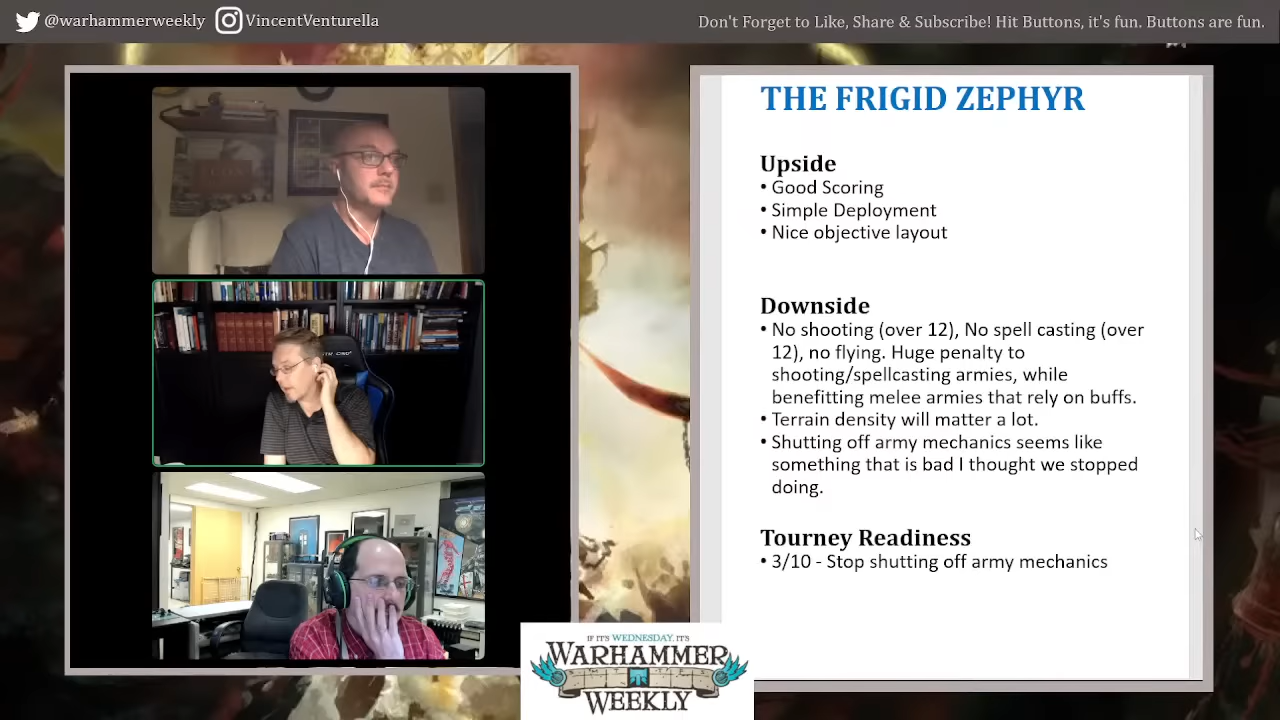 @warhammerweekly VincentVenturella
Don't Forget to Like, Share & Subscribe! Hit Buttons, it's fun. Buttons are fun.
THE FRIGID ZEPHYR
Upside
• Good Scoring
• Simple Deployment
• Nice objective layout
Downside
• No shooting (over 12), No spell casting (over
12), no flying. Huge penalty to
shooting/spellcasting armies, while
benefitting melee armies that rely on buffs.
• Terrain density will matter a lot.
• Shutting off army mechanics seems like
something that is bad I thought we stopped
doing.
Tourney Readiness
• 3/10 - Stop shutting off army mechanics
IF IT'S WEDNESDAY, IT'S
WARHAMMER
WEEKLY